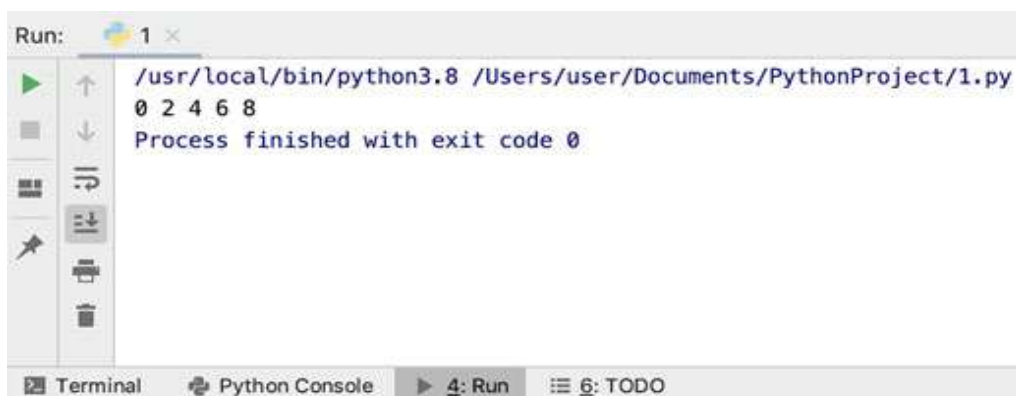 Run: 1
/usr/local/bin/python3.8 /Users/user/Documents/PythonProject/1.py
0 2 4 6 8
Process finished with exit code 0
Terminal Python Console 4: Run 6: TODO